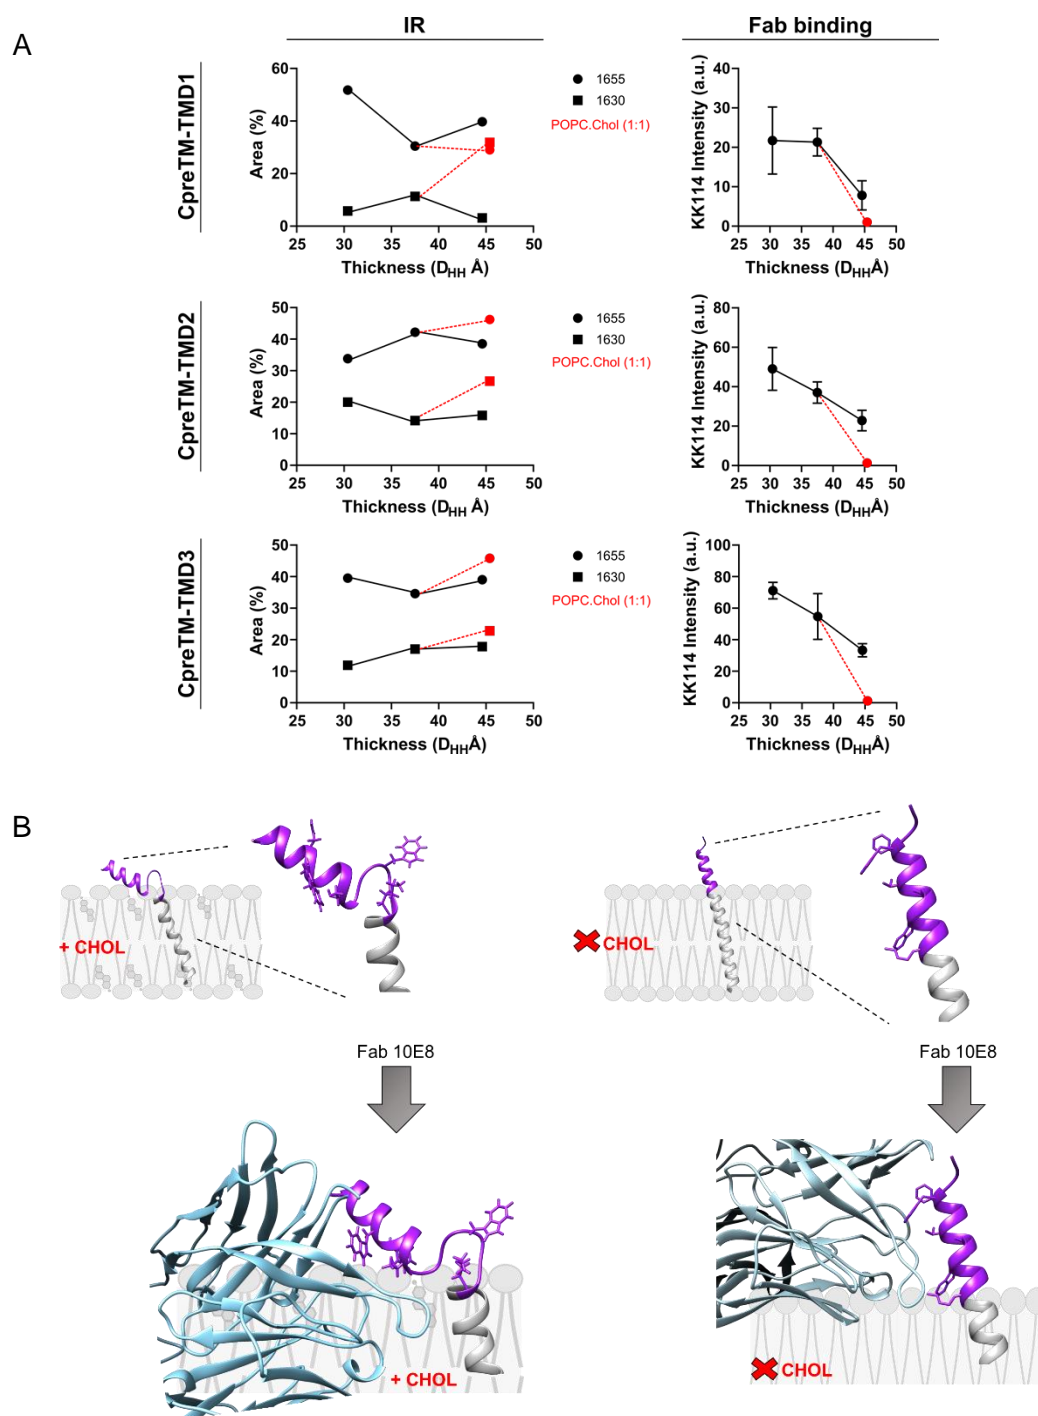 A
IR
Fab binding
CpreTM-TMD1
Area (%)
60
40
20
0
25 30 35 40 45 50
Thickness (DHH Å)
1655
1630
POPC.Chol (1:1)
KK114 Intensity (a.u.)
40
30
20
10
0
25 30 35 40 45 50
Thickness (DHHÅ)
CpreTM-TMD2
Area (%)
50
40
30
20
10
0
25 30 35 40 45 50
Thickness (DHH Å)
1655
1630
POPC.Chol (1:1)
KK114 Intensity (a.u.)
80
60
40
20
0
25 30 35 40 45 50
Thickness (DHHÅ)
CpreTM-TMD3
Area (%)
50
40
30
20
10
0
25 30 35 40 45 50
Thickness (DHH Å)
1655
1630
POPC.Chol (1:1)
KK114 Intensity (a.u.)
100
80
60
40
20
0
25 30 35 40 45 50
Thickness (DHHÅ)
B
+ CHOL
CHOL
Fab 10E8
Fab 10E8
+ CHOL
CHOL